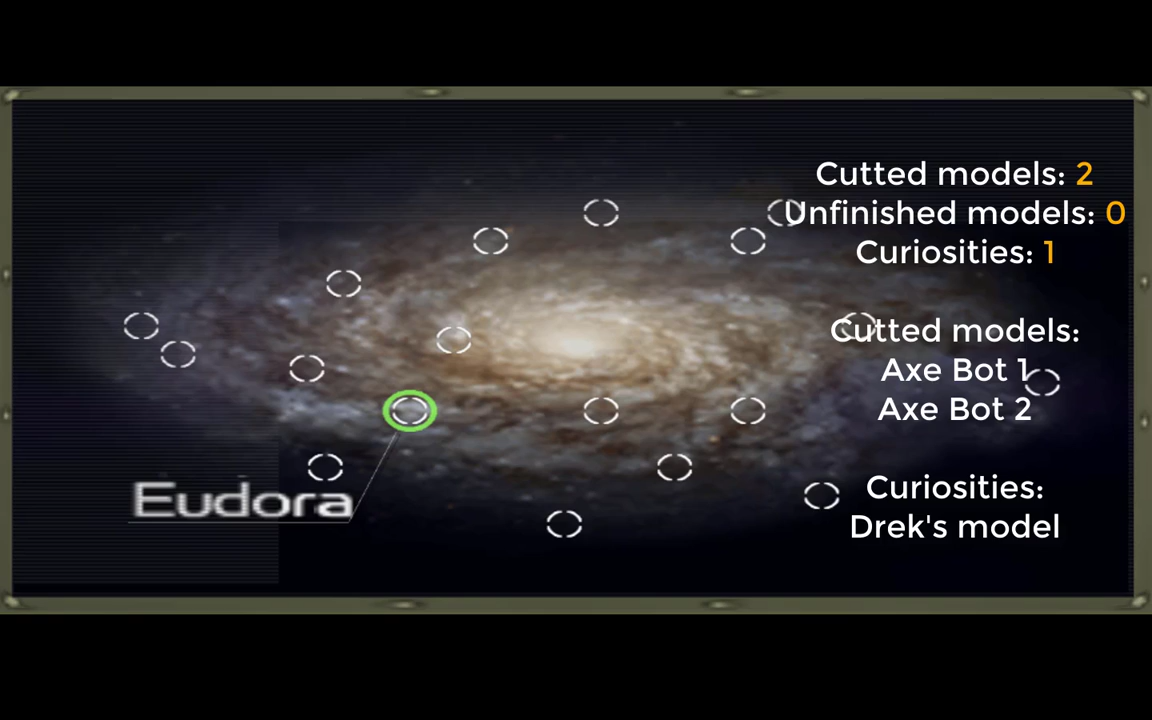 Cutted models: 2
Unfinished models: 0
Curiosities: 1
Cutted models:
Axe Bot 1
Axe Bot 2
Eudora
Curiosities:
Drek's model